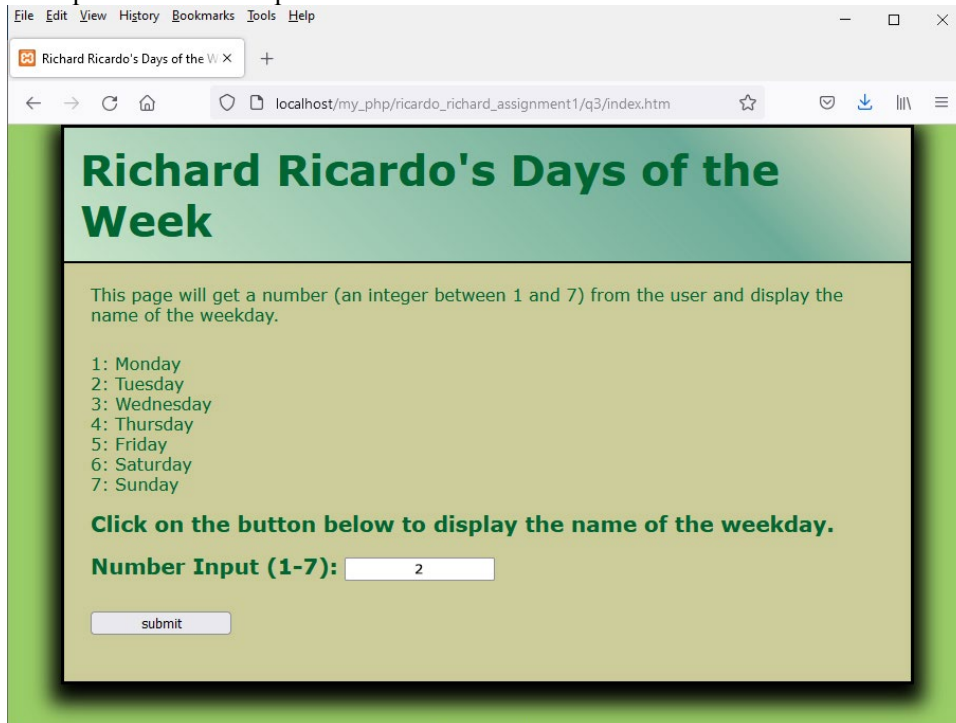 File Edit View History Bookmarks Tools Help
Richard Ricardo's Days of the W
localhost/my_php/ricardo_richard_assignment1/q3/index.htm
Richard Ricardo's Days of the
Week
This page will get a number (an integer between 1 and 7) from the user and display the
name of the weekday.
1: Monday
2: Tuesday
3: Wednesday
4: Thursday
5: Friday
6: Saturday
7: Sunday
Click on the button below to display the name of the weekday.
Number Input (1-7): 2
submit